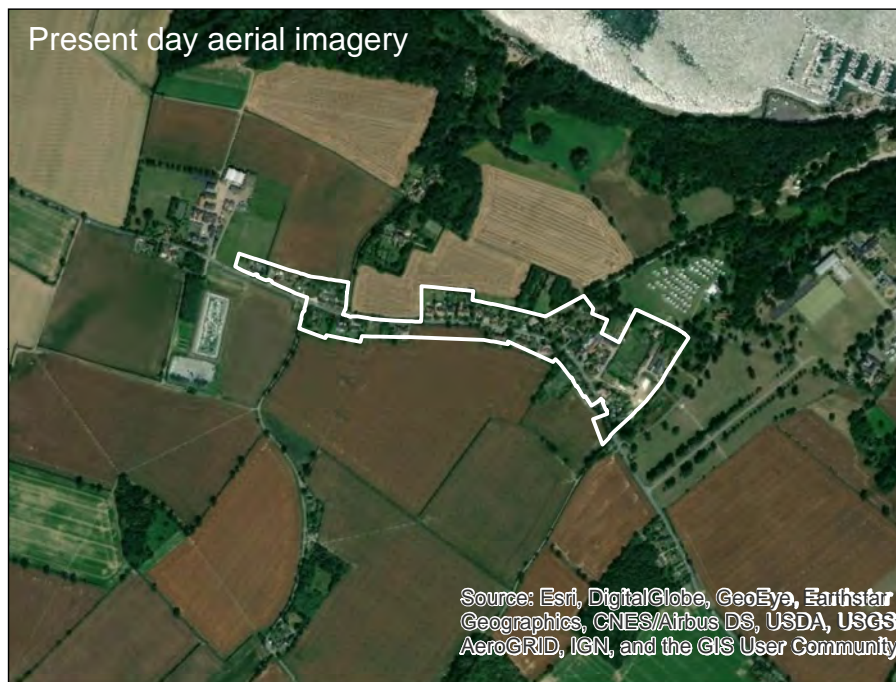 Present day aerial imagery
Source: Esri, DigitalGlobe, GeoEye, Earthstar
Geographics, CNES/Airbus DS, USDA, USGS
AeroGRID, IGN, and the GIS User Community